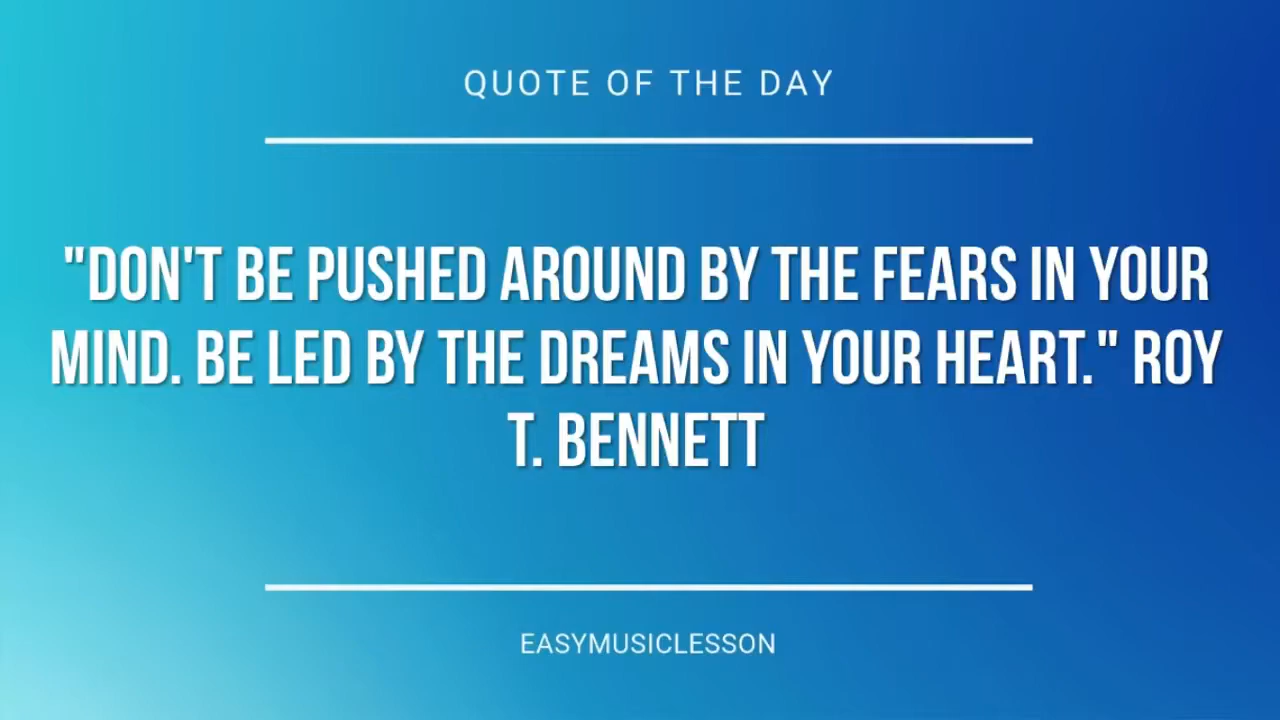 QUOTE OF THE DAY
"DON'T BE PUSHED AROUND BY THE FEARS IN YOUR
MIND. BE LED BY THE DREAMS IN YOUR HEART." ROY
T. BENNETT
EASYMUSICLESSON